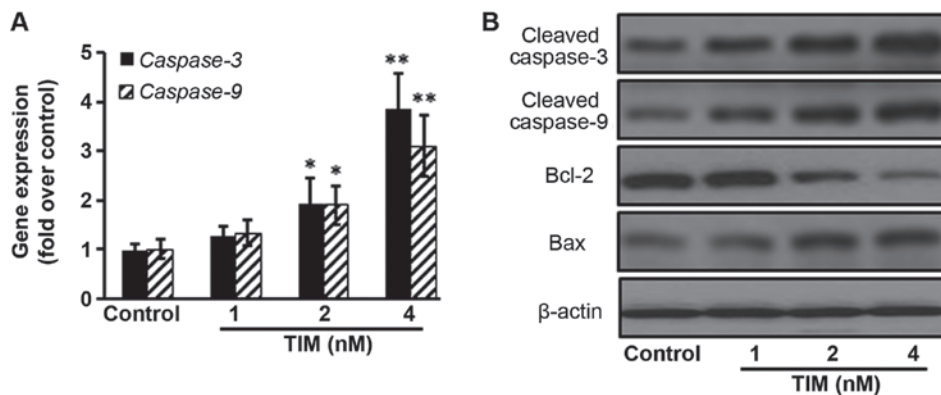 A
Gene expression
(fold over control)
5
4
3
2
1
0
Caspase-3
Caspase-9
*
*
**
**
Control
1
2
4
TIM (nM)
B
Cleaved
caspase-3
Cleaved
caspase-9
Bcl-2
Bax
β-actin
Control
1
2
4
TIM (nM)